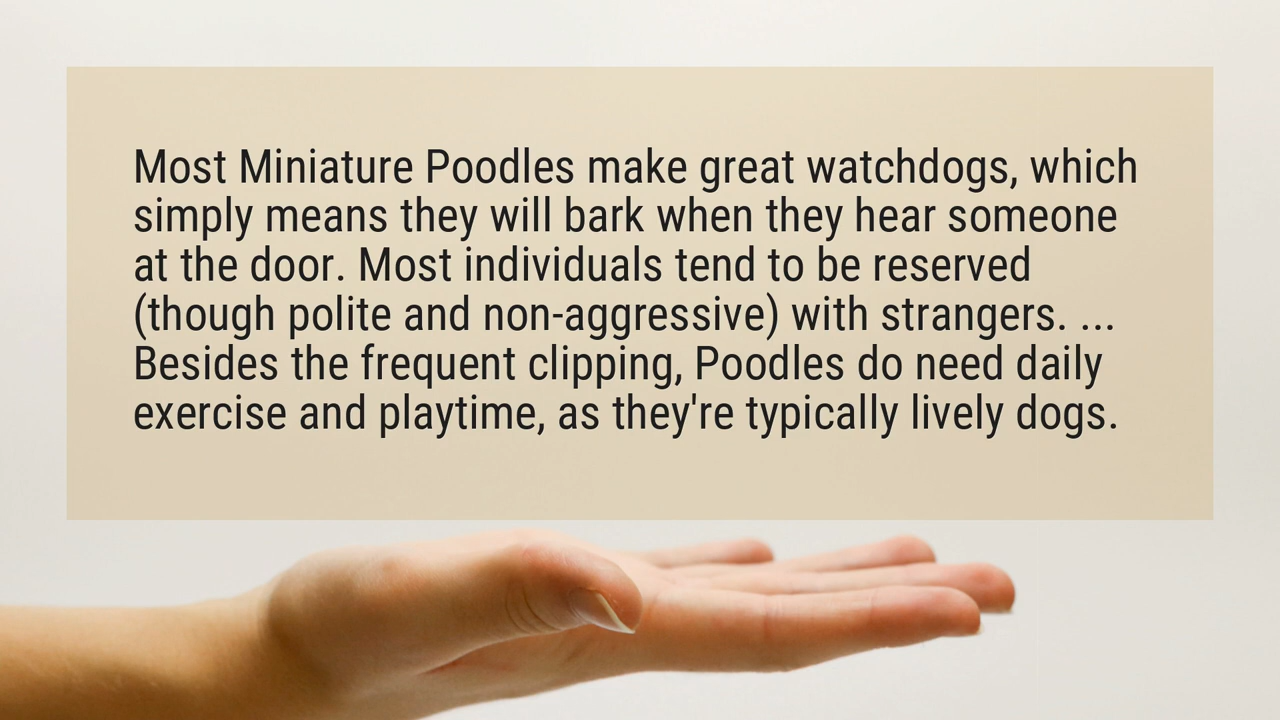 Most Miniature Poodles make great watchdogs, which
simply means they will bark when they hear someone
at the door. Most individuals tend to be reserved
(though polite and non-aggressive) with strangers. ...
Besides the frequent clipping, Poodles do need daily
exercise and playtime, as they're typically lively dogs.